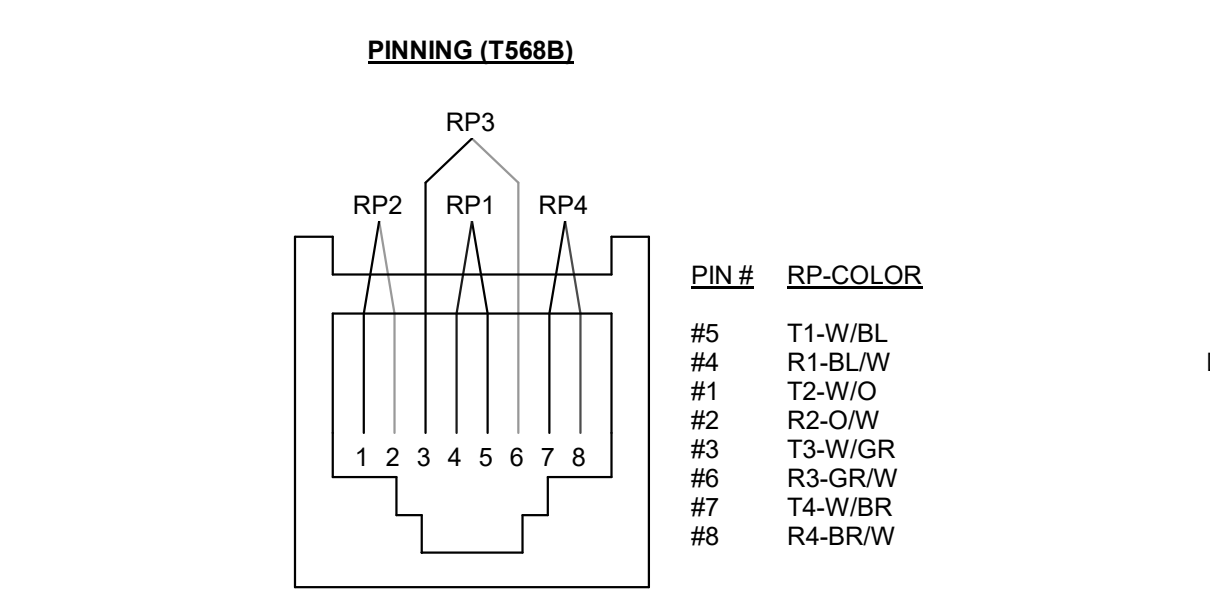 PINNING (T568B)
RP3
RP2 RP1 RP4
1 2 3 4 5 6 7 8
PIN # RP-COLOR
#5 T1-W/BL
#4 R1-BL/W
#1 T2-W/O
#2 R2-O/W
#3 T3-W/GR
#6 R3-GR/W
#7 T4-W/BR
#8 R4-BR/W